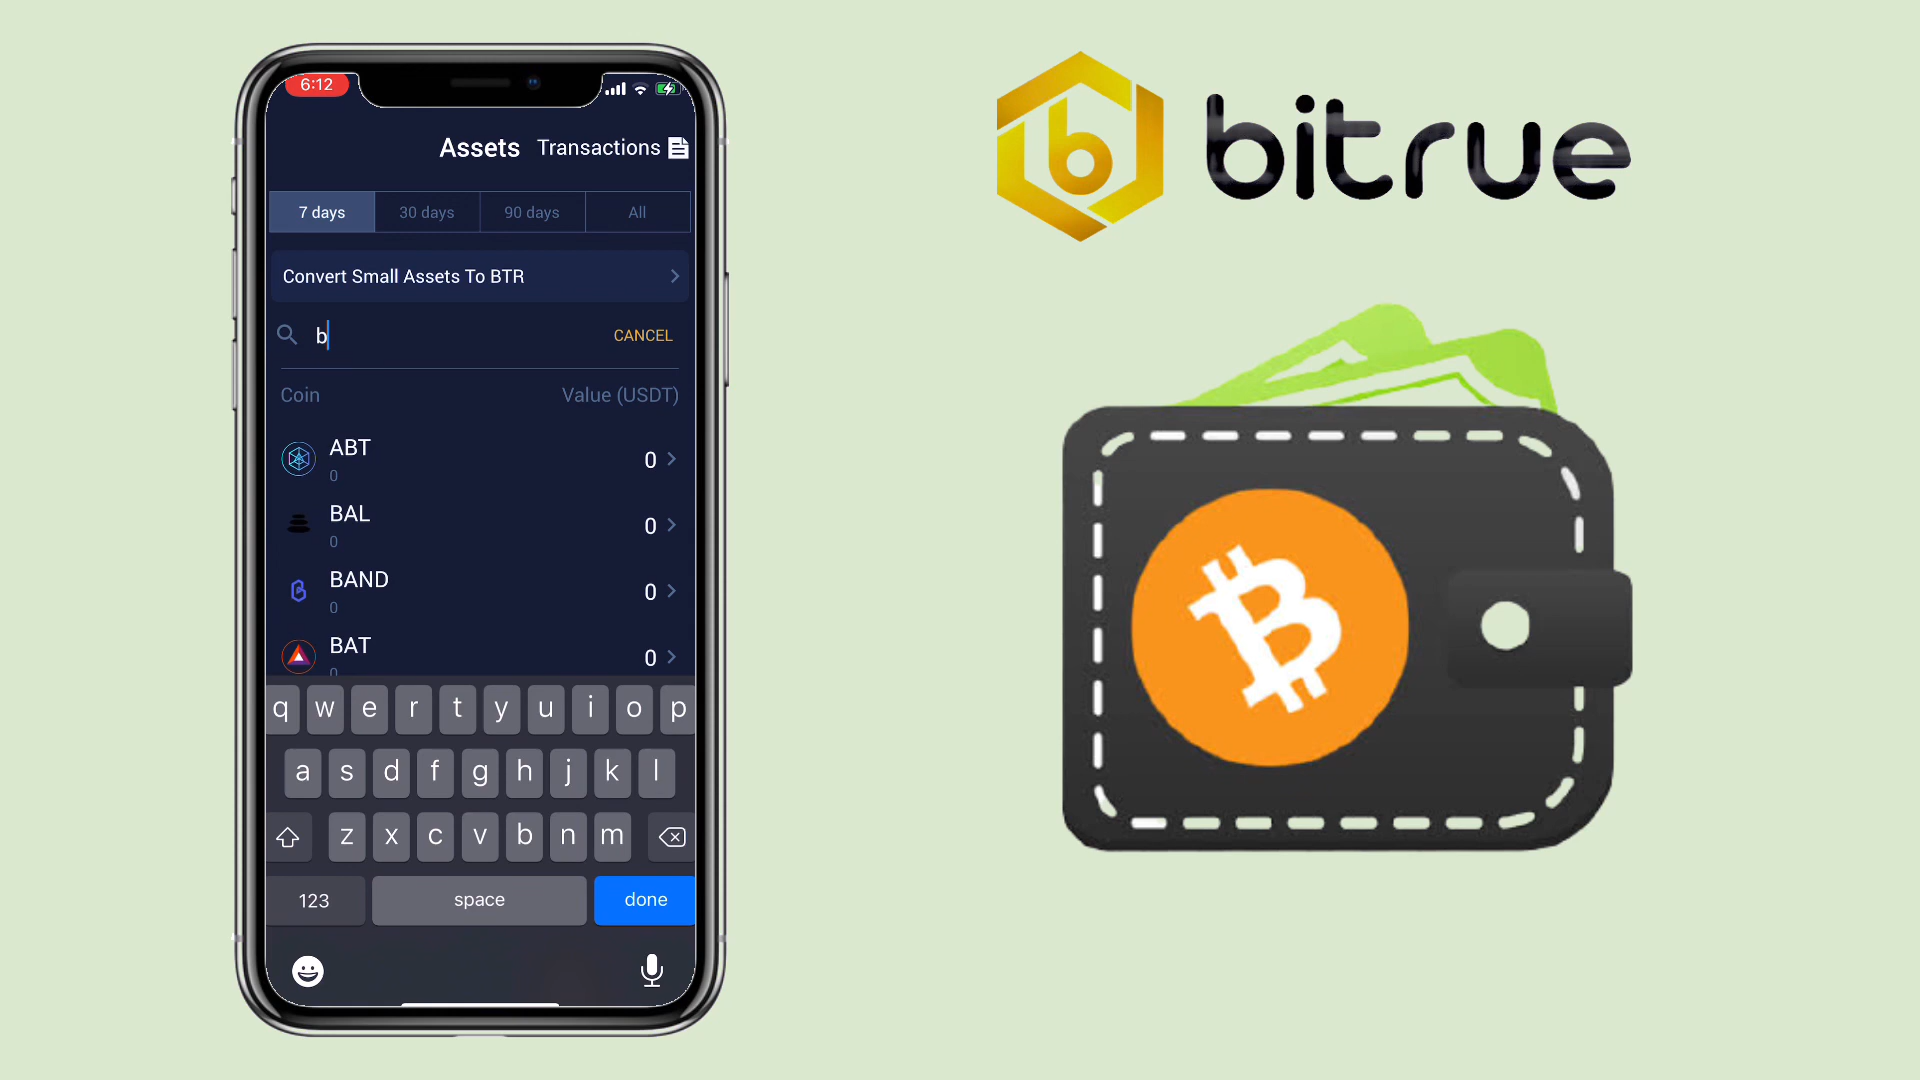 6:12
Assets Transactions
7 days 30 days 90 days All
Convert Small Assets To BTR
b CANCEL
Coin Value (USDT)
ABT
0
0
BAL
0
0
BAND
0
0
BAT
0
0
q w e r t y u i o p
a s d f g h j k l
z x c v b n m
123 space done
b bitrue